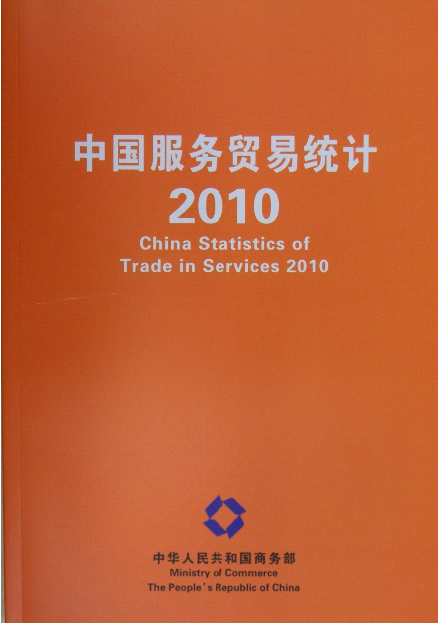 中国服务贸易统计
2010
China Statistics of
Trade in Services 2010
中华人民共和国商务部
Ministry of Commerce
The People's Republic of China